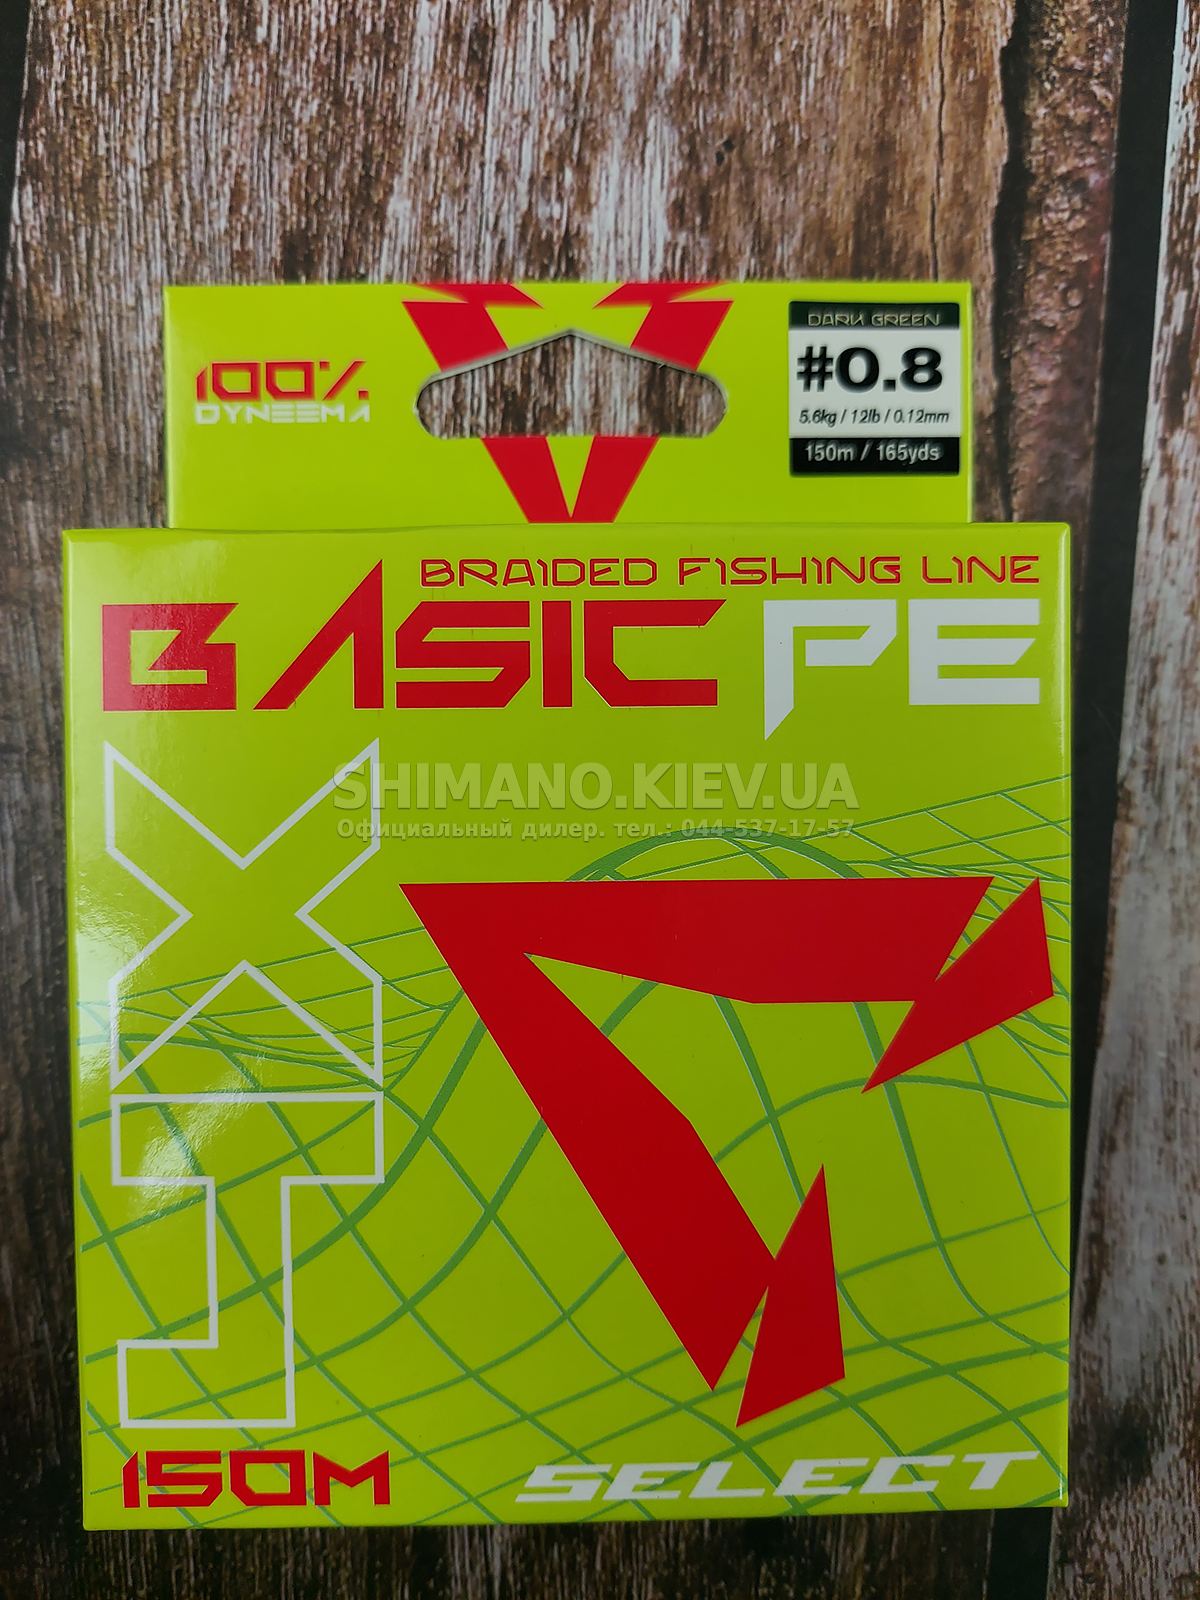 100%
DYNEEMA
DARK GREEN
#0.8
5.6kg / 12lb / 0.12mm
150m / 165yds
BRAIDED FISHING LINE
BASIC PE
SHIMANO.KIEV.UA
Официальный дилер. тел.: 044-537-17-57
X
J
150M
SELECT